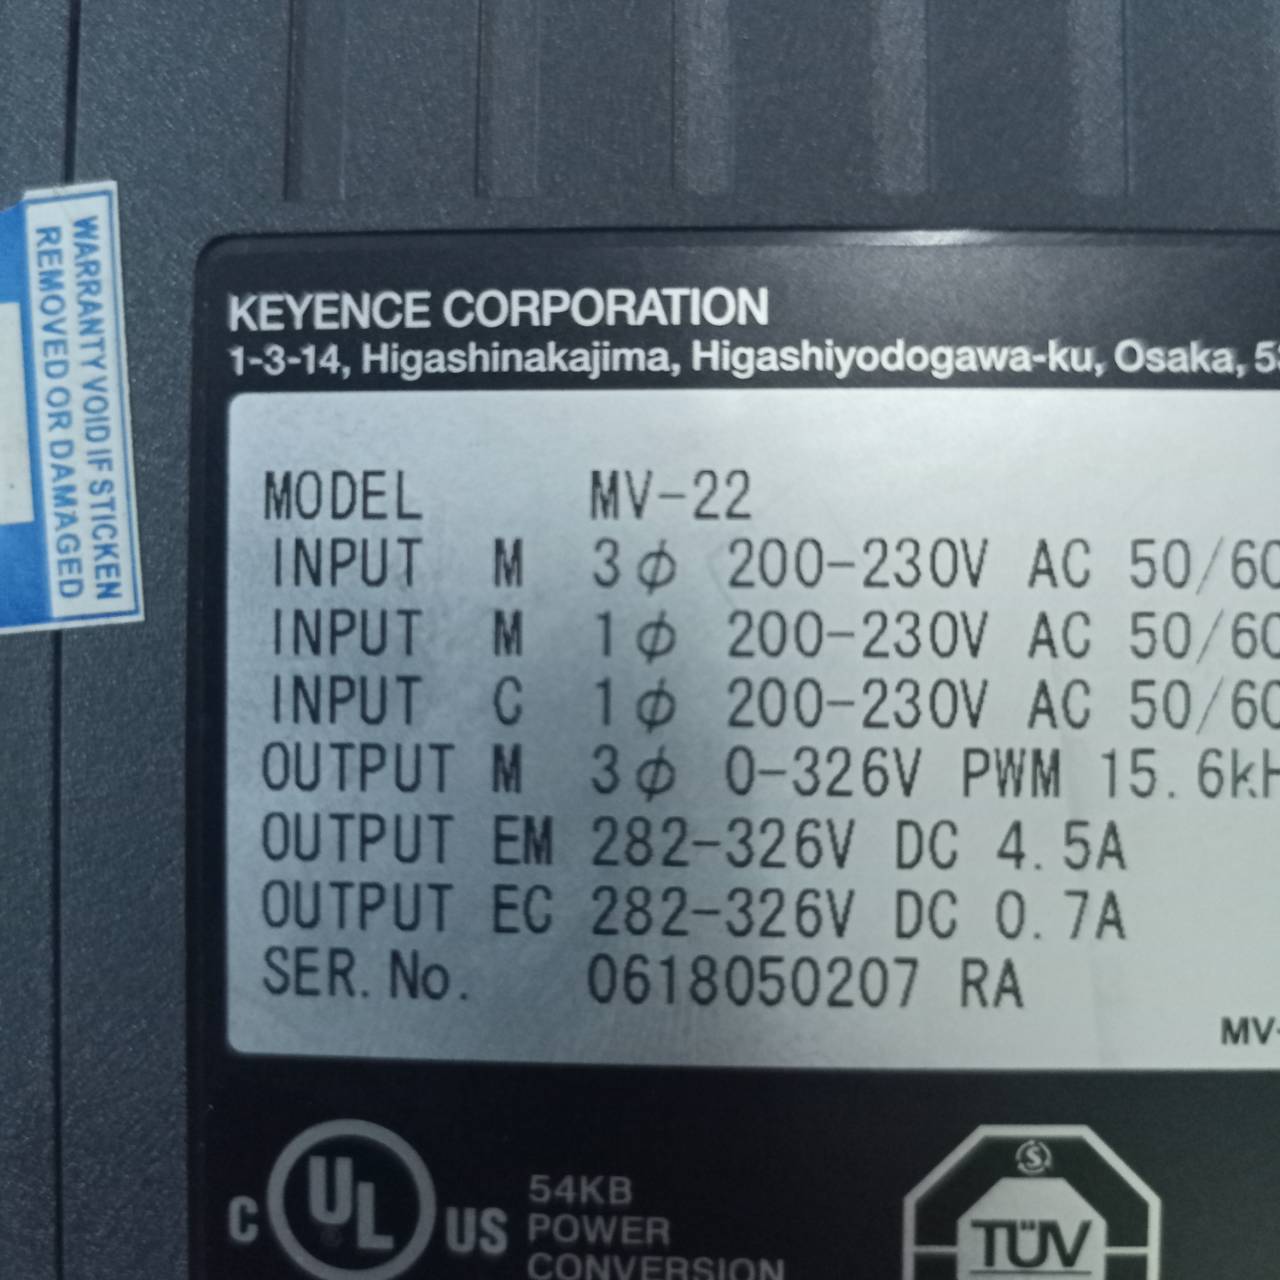 WARRANTY VOID IF STICKEN
REMOVED OR DAMAGED
KEYENCE CORPORATION
1-3-14, Higashinakajima, Higashiyodogawa-ku, Osaka,
MODEL MV-22
INPUT M 3ϕ 200-230V AC 50/60
INPUT M 1ϕ 200-230V AC 50/60
INPUT C 1ϕ 200-230V AC 50/60
OUTPUT M 3ϕ 0-326V PWM 15.6kH
OUTPUT EM 282-326V DC 4.5A
OUTPUT EC 282-326V DC 0.7A
SER.No. 0618050207 RA
MV-
C UL US
54KB
POWER
CONVERSION
S
TÜV